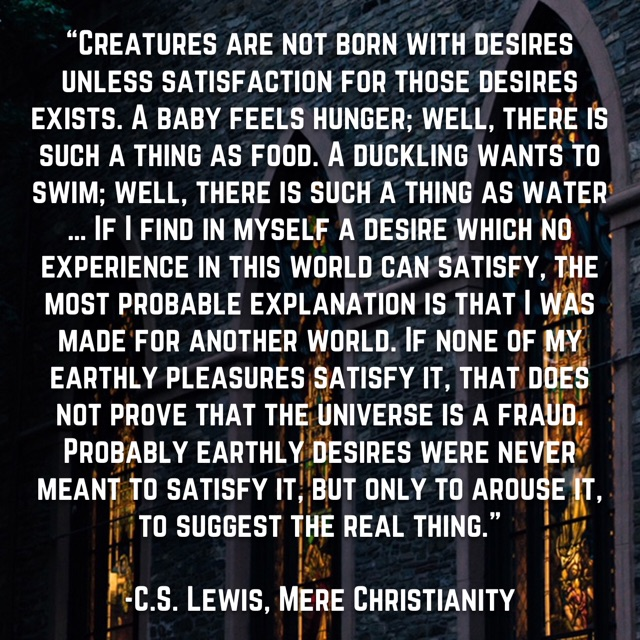 “Creatures are not born with desires
unless satisfaction for those desires
exists. A baby feels hunger; well, there is
such a thing as food. A duckling wants to
swim; well, there is such a thing as water
... If I find in myself a desire which no
experience in this world can satisfy, the
most probable explanation is that I was
made for another world. If none of my
earthly pleasures satisfy it, that does
not prove that the universe is a fraud.
Probably earthly desires were never
meant to satisfy it, but only to arouse it,
to suggest the real thing.”
-C.S. Lewis, Mere Christianity